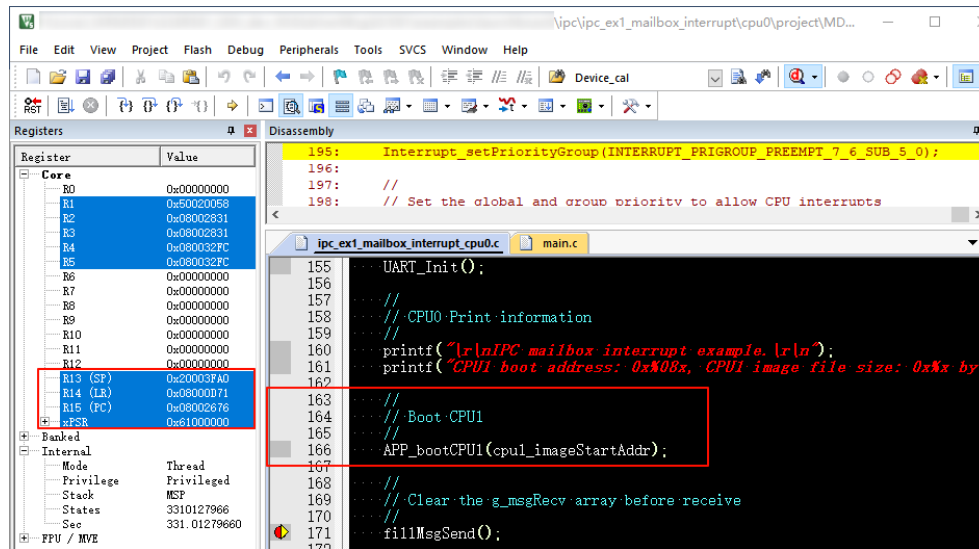 \ipc\ipc_ex1_mailbox_interrupt\cpu0\project\MD...
File Edit View Project Flash Debug Peripherals Tools SVCS Window Help
Device_cal
RST
Registers
Disassembly
Register Value
Core
R0 0x00000000
R1 0x50020058
R2 0x08002831
R3 0x08002831
R4 0x080032FC
R5 0x080032FC
R6 0x00000000
R7 0x00000000
R8 0x00000000
R9 0x00000000
R10 0x00000000
R11 0x00000000
R12 0x00000000
R13 (SP) 0x20003FA0
R14 (LR) 0x08000D71
R15 (PC) 0x08002676
xPSR 0x61000000
Banked
Internal
Mode Thread
Privilege Privileged
Stack MSP
States 3310127966
Sec 331.01279660
FPU / MVE
195: Interrupt_setPriorityGroup(INTERRUPT_PRIGROUP_PREEMPT_7_6_SUB_5_0);
196:
197: //
198: // Set the global and group priority to allow CPU interrupts
ipc_ex1_mailbox_interrupt_cpu0.c main.c
155 UART_Init();
156
157 //
158 // CPU0 Print information
159 //
160 printf("\r\nIPC mailbox interrupt example.\r\n");
161 printf("CPU1 boot address: 0x%08x, CPU1 image file size: 0x%x by
162
163 //
164 // Boot CPU1
165 //
166 APP_bootCPU1(cpu1_imageStartAddr);
167
168 //
169 // Clear the g_msgRecv array before receive
170 //
171 fillMsgSend();
172